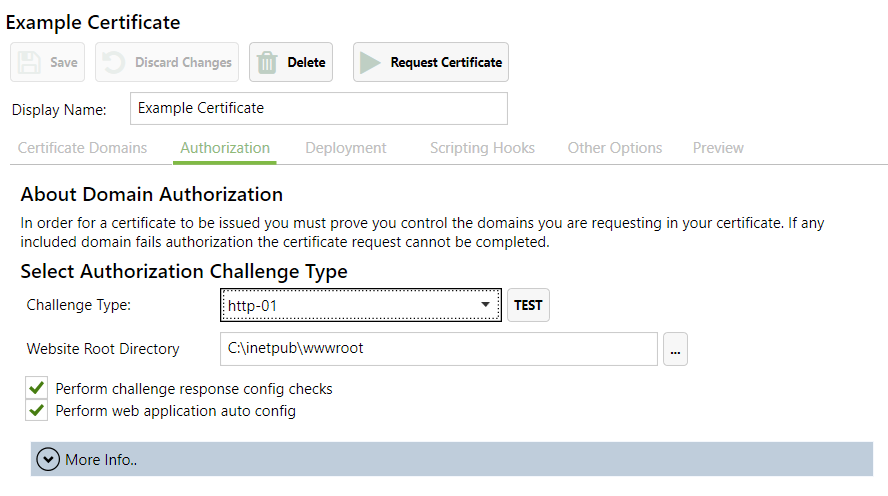 Example Certificate
Save Discard Changes Delete Request Certificate
Display Name: Example Certificate
Certificate Domains Authorization Deployment Scripting Hooks Other Options Preview
About Domain Authorization
In order for a certificate to be issued you must prove you control the domains you are requesting in your certificate. If any
included domain fails authorization the certificate request cannot be completed.
Select Authorization Challenge Type
Challenge Type: http-01 TEST
Website Root Directory C:\inetpub\wwwroot ...
Perform challenge response config checks
Perform web application auto config
More Info..